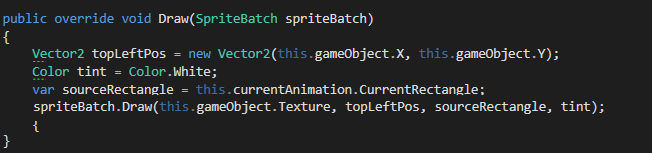 public override void Draw(SpriteBatch spriteBatch)
{
Vector2 topLeftPos = new Vector2(this.gameObject.X, this.gameObject.Y);
Color tint = Color.White;
var sourceRectangle = this.currentAnimation.CurrentRectangle;
spriteBatch.Draw(this.gameObject.Texture, topLeftPos, sourceRectangle, tint);
{
}